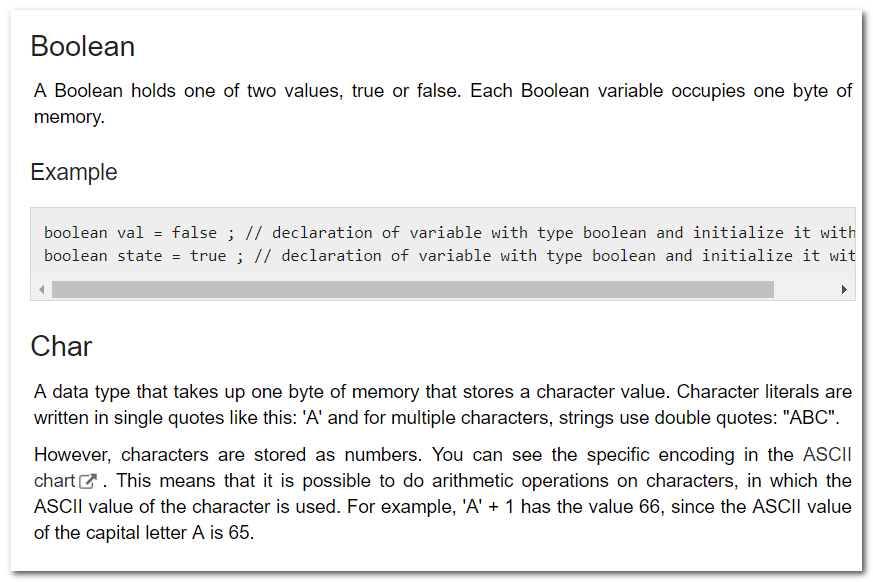 Boolean
A Boolean holds one of two values, true or false. Each Boolean variable occupies one byte of
memory.
Example
boolean val = false ; // declaration of variable with type boolean and initialize it with
boolean state = true ; // declaration of variable with type boolean and initialize it wit
Char
A data type that takes up one byte of memory that stores a character value. Character literals are
written in single quotes like this: 'A' and for multiple characters, strings use double quotes: "ABC".
However, characters are stored as numbers. You can see the specific encoding in the ASCII
chart . This means that it is possible to do arithmetic operations on characters, in which the
ASCII value of the character is used. For example, 'A' + 1 has the value 66, since the ASCII value
of the capital letter A is 65.